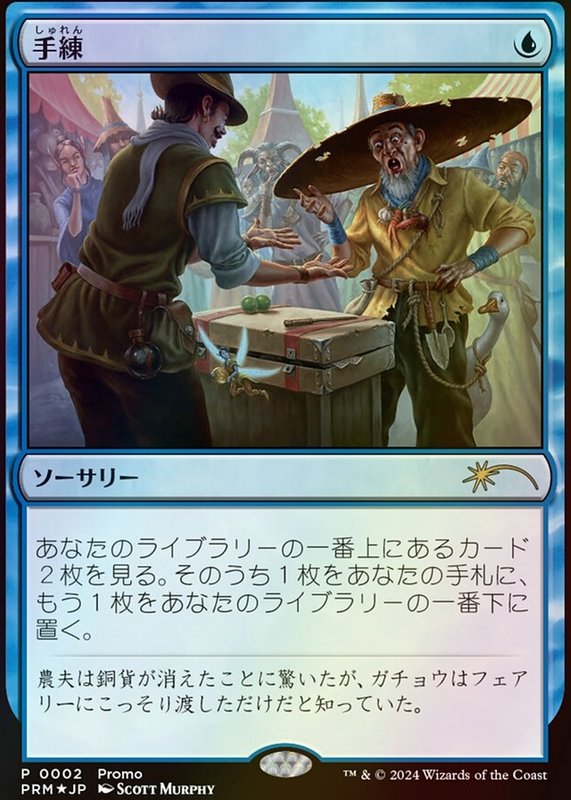 しゅれん
手練
ソーサリー
あなたのライブラリーの一番上にあるカード
２枚を見る。そのうち１枚をあなたの手札に、
もう１枚をあなたのライブラリーの一番下に
置く。
農夫は銅貨が消えたことに驚いたが、ガチョウはフェア
リーにこっそり渡しただけだと知っていた。
P 0002 Promo
PRM★JP Scott Murphy
™ & © 2024 Wizards of the Coast